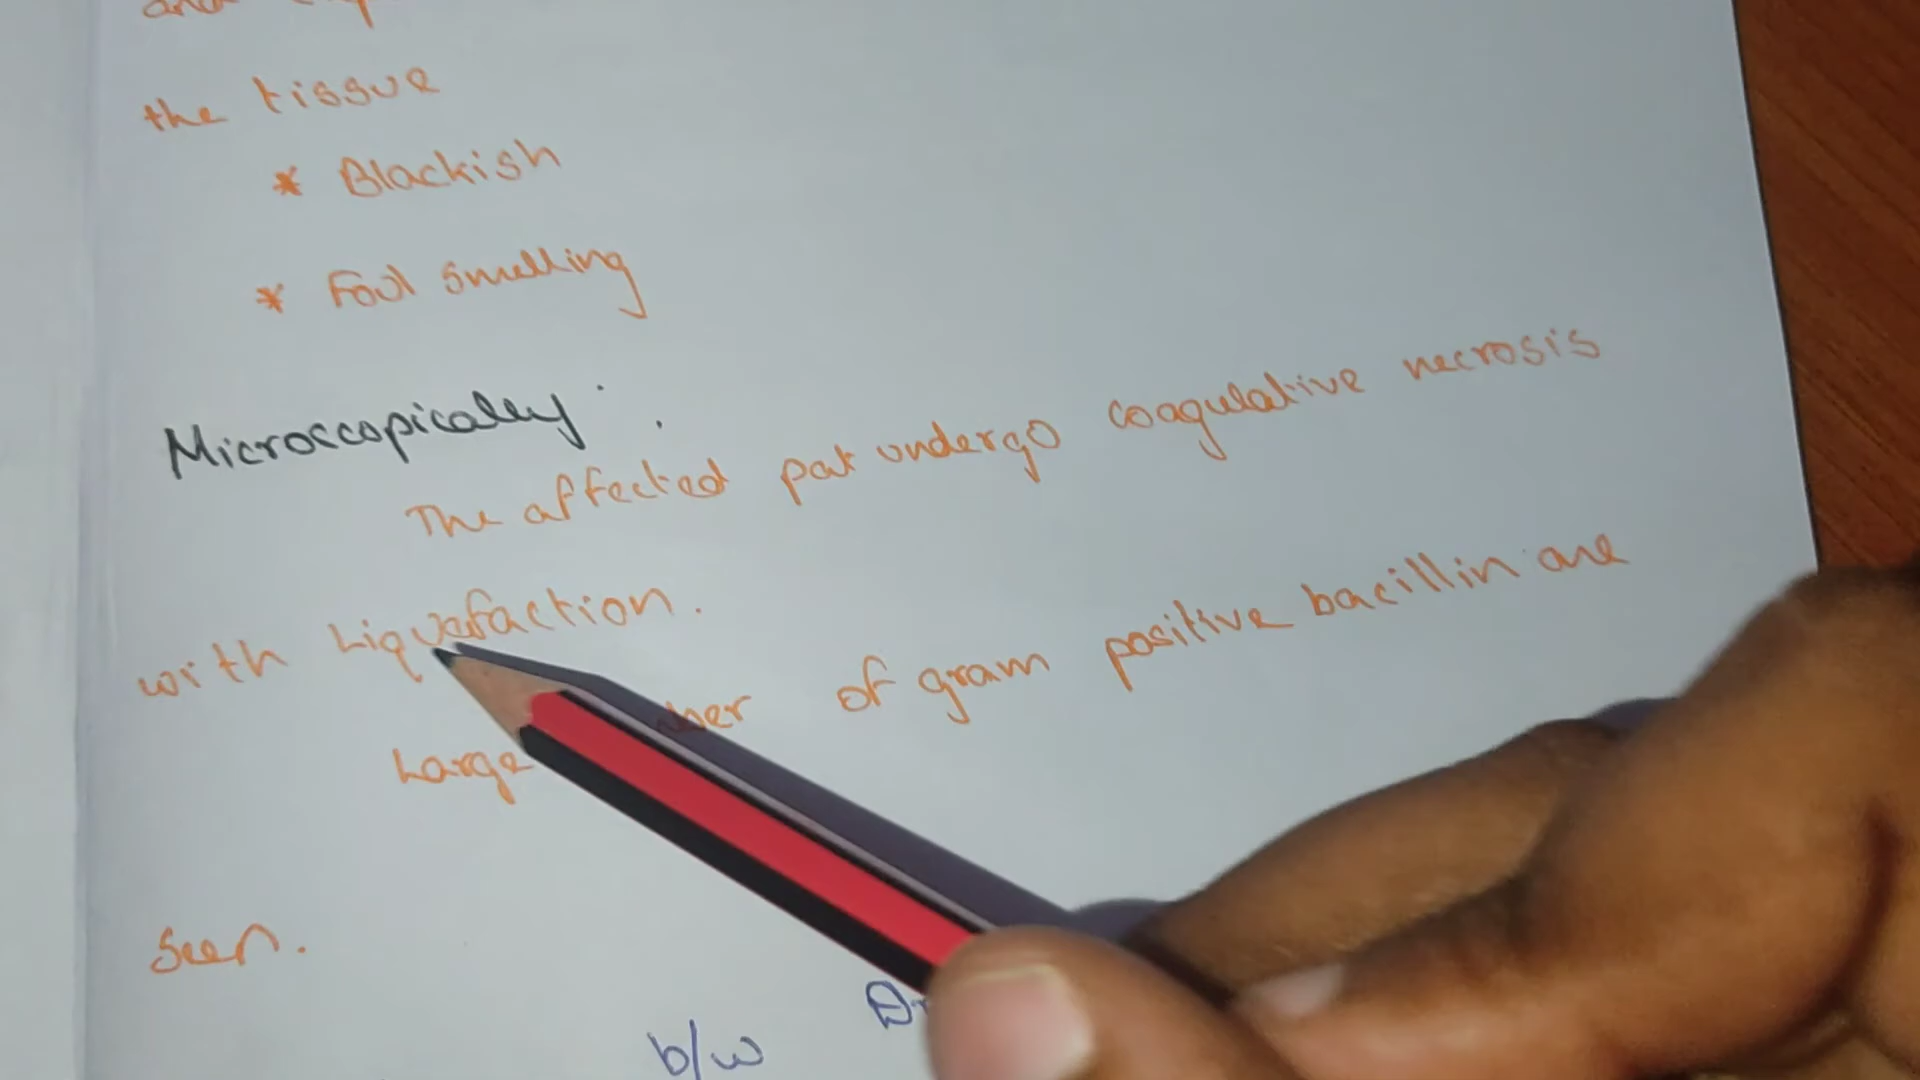 the tissue
* Blackish
* Foul smelling
Microscopically :
The affected part undergo coagulative necrosis
with Liquefaction.
Large of gram positive bacillin are
seen.
b/w